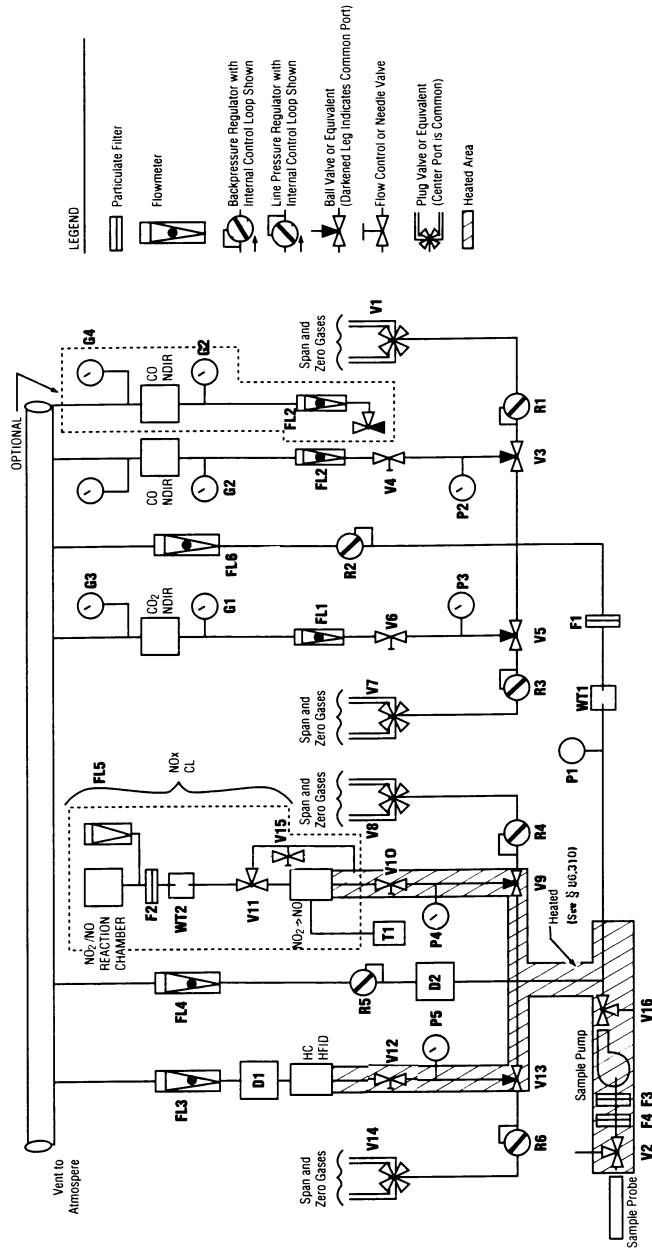 LEGEND
Particulate Filter
Flowmeter
Backpressure Regulator with
Internal Control Loop Shown
Line Pressure Regulator with
Internal Control Loop Shown
Ball Valve or Equivalent
(Darkened Leg Indicates Common Port)
Flow Control or Needle Valve
Plug Valve or Equivalent
(Center Port is Common)
Heated Area
OPTIONAL
Vent to
Atmospere
G4
CO
NDIR
G2
FL2
CO
NDIR
G2
FL2
V4
P2
V3
R1
V1
Span and
Zero Gases
FL6
R2
G3
CO2
NDIR
G1
FL1
V6
P3
V5
R3
V7
Span and
Zero Gases
F1
WT1
P1
NOx
CL
FL5
NO2/NO
REACTION
CHAMBER
F2
WT2
V11
V15
NO2→NO
T1
V10
P4
V9
R4
V8
Span and
Zero Gases
Heated
FL4
R5
D2
FL3
D1
HC
HFID
V12
P5
V13
R6
V14
Span and
Zero Gases
Sample Pump
V16
F3
F4
V2
Sample Probe